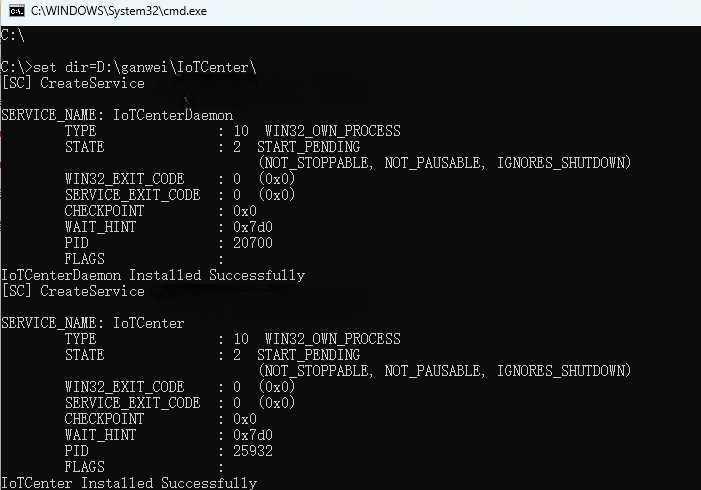 C:\WINDOWS\System32\cmd.exe
C:\
C:\>set dir=D:\ganwei\IoTCenter\
[SC] CreateService
SERVICE_NAME: IoTCenterDaemon
TYPE : 10 WIN32_OWN_PROCESS
STATE : 2 START_PENDING
(NOT_STOPPABLE, NOT_PAUSABLE, IGNORES_SHUTDOWN)
WIN32_EXIT_CODE : 0 (0x0)
SERVICE_EXIT_CODE : 0 (0x0)
CHECKPOINT : 0x0
WAIT_HINT : 0x7d0
PID : 20700
FLAGS :
IoTCenterDaemon Installed Successfully
[SC] CreateService
SERVICE_NAME: IoTCenter
TYPE : 10 WIN32_OWN_PROCESS
STATE : 2 START_PENDING
(NOT_STOPPABLE, NOT_PAUSABLE, IGNORES_SHUTDOWN)
WIN32_EXIT_CODE : 0 (0x0)
SERVICE_EXIT_CODE : 0 (0x0)
CHECKPOINT : 0x0
WAIT_HINT : 0x7d0
PID : 25932
FLAGS :
IoTCenter Installed Successfully